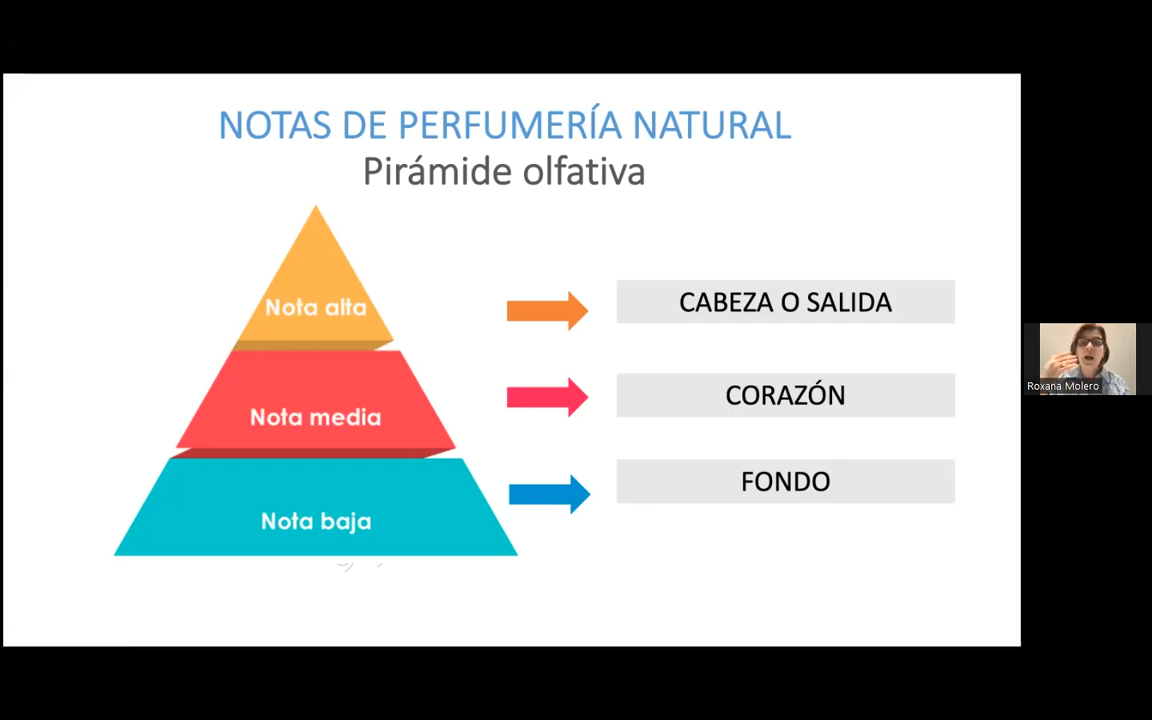 NOTAS DE PERFUMERÍA NATURAL
Pirámide olfativa
Nota alta
CABEZA O SALIDA
Nota media
CORAZÓN
Nota baja
FONDO
Roxana Molero